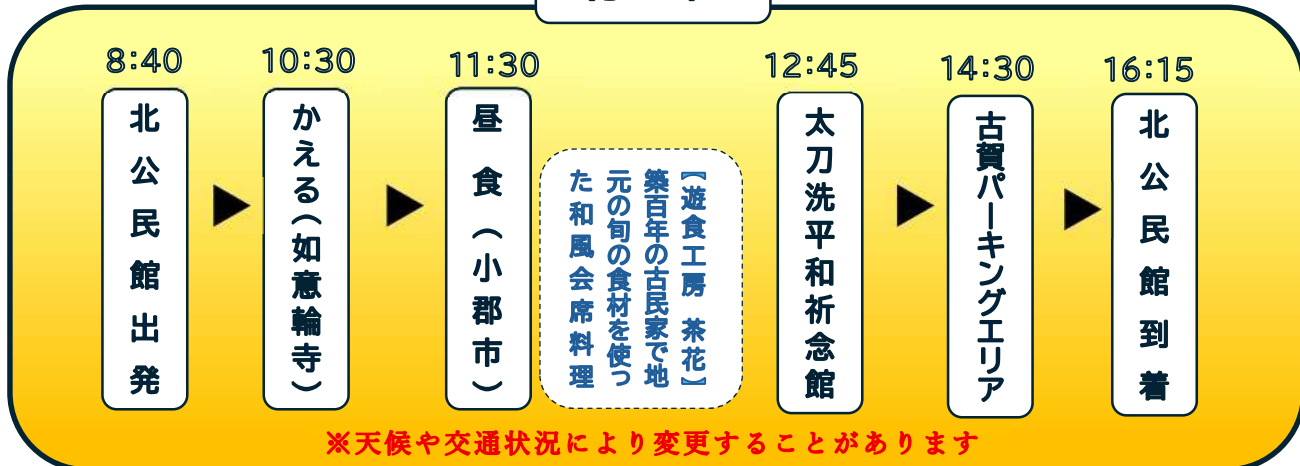 8:40
北公民館出発
10:30
かえる(如意輪寺)
11:30
昼食(小郡市)
【遊食工房 茶花】
築百年の古民家で地
元の旬の食材を使っ
た和風会席料理
12:45
太刀洗平和祈念館
14:30
古賀パーキングエリア
16:15
北公民館到着
※天候や交通状況により変更することがあります